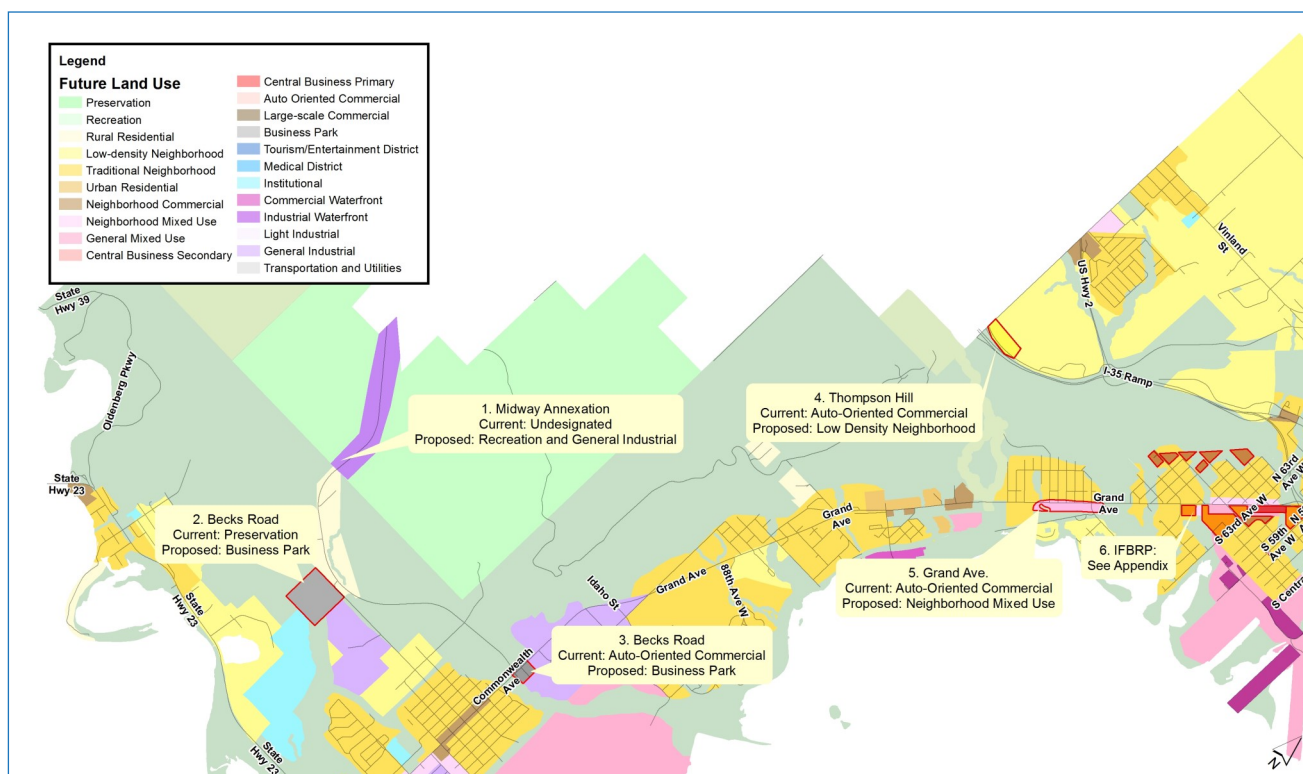 Legend
Future Land Use
Preservation
Recreation
Rural Residential
Low-density Neighborhood
Traditional Neighborhood
Urban Residential
Neighborhood Commercial
Neighborhood Mixed Use
General Mixed Use
Central Business Secondary
Central Business Primary
Auto Oriented Commercial
Large-scale Commercial
Business Park
Tourism/Entertainment District
Medical District
Institutional
Commercial Waterfront
Industrial Waterfront
Light Industrial
General Industrial
Transportation and Utilities
State
Hwy 39
Oldenberg Pkwy
Vinland
St
US Hwy 2
I-35 Ramp
1. Midway Annexation
Current: Undesignated
Proposed: Recreation and General Industrial
4. Thompson Hill
Current: Auto-Oriented Commercial
Proposed: Low Density Neighborhood
State
Hwy 23
2. Becks Road
Current: Preservation
Proposed: Business Park
Grand
Ave
Grand
Ave
N 63rd
Ave W
S 63rd Ave W
S 59th
Ave W
6. IFBRP:
See Appendix
5. Grand Ave.
Current: Auto-Oriented Commercial
Proposed: Neighborhood Mixed Use
Grand Ave
88th Ave W
Idaho St
State
Hwy 23
3. Becks Road
Current: Auto-Oriented Commercial
Proposed: Business Park
Commonwealth
Ave
S Central
State
Hwy 23
N